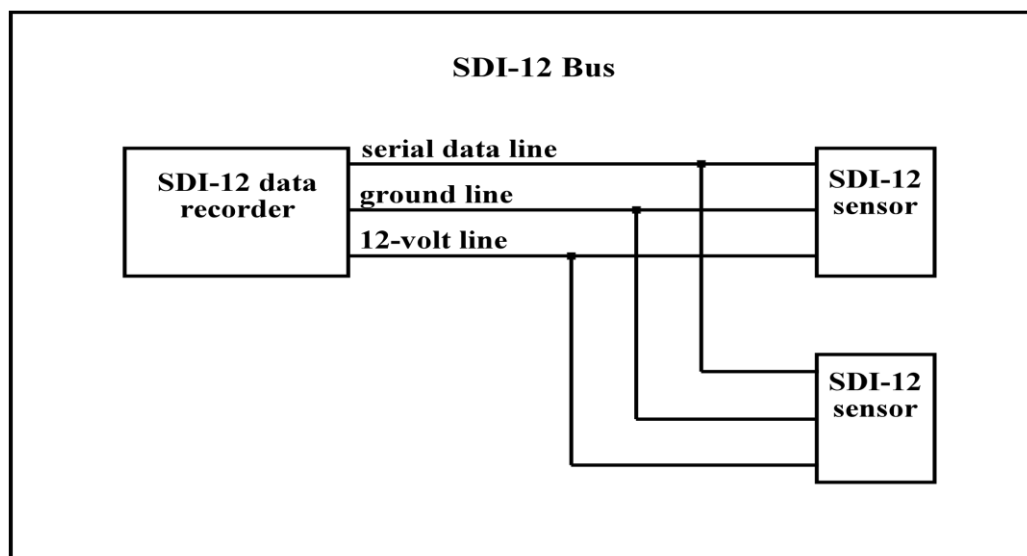 SDI-12 Bus
serial data line
SDI-12 data
recorder
ground line
12-volt line
SDI-12
sensor
SDI-12
sensor